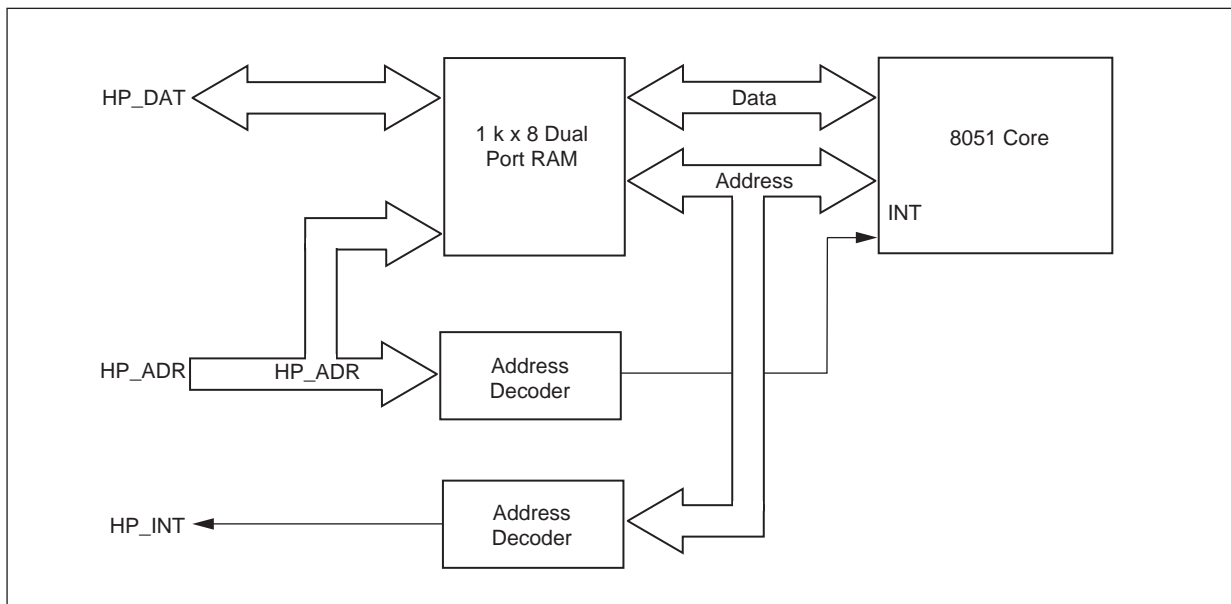 HP_DAT
1 k x 8 Dual
Port RAM
Data
Address
8051 Core
INT
HP_ADR
HP_ADR
Address
Decoder
HP_INT
Address
Decoder